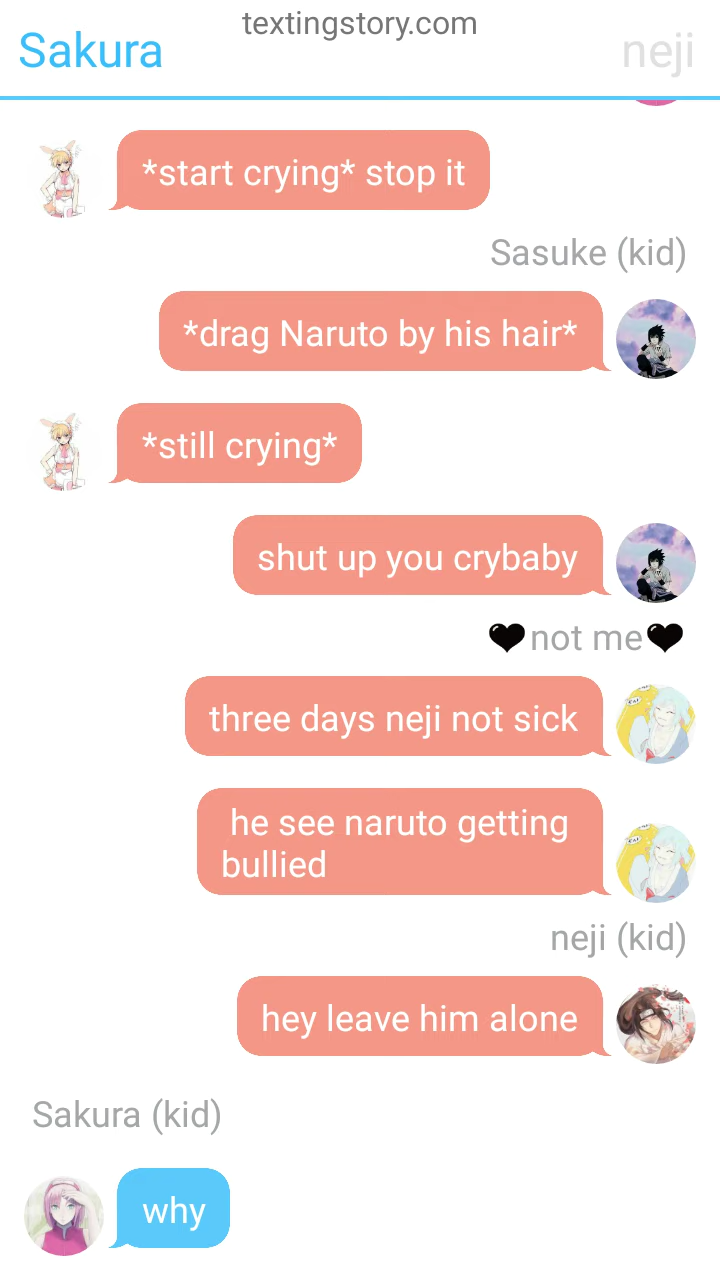 textingstory.com
Sakura
neji
*start crying* stop it
Sasuke (kid)
*drag Naruto by his hair*
*still crying*
shut up you crybaby
🖤not me🖤
three days neji not sick
he see naruto getting
bullied
neji (kid)
hey leave him alone
Sakura (kid)
why